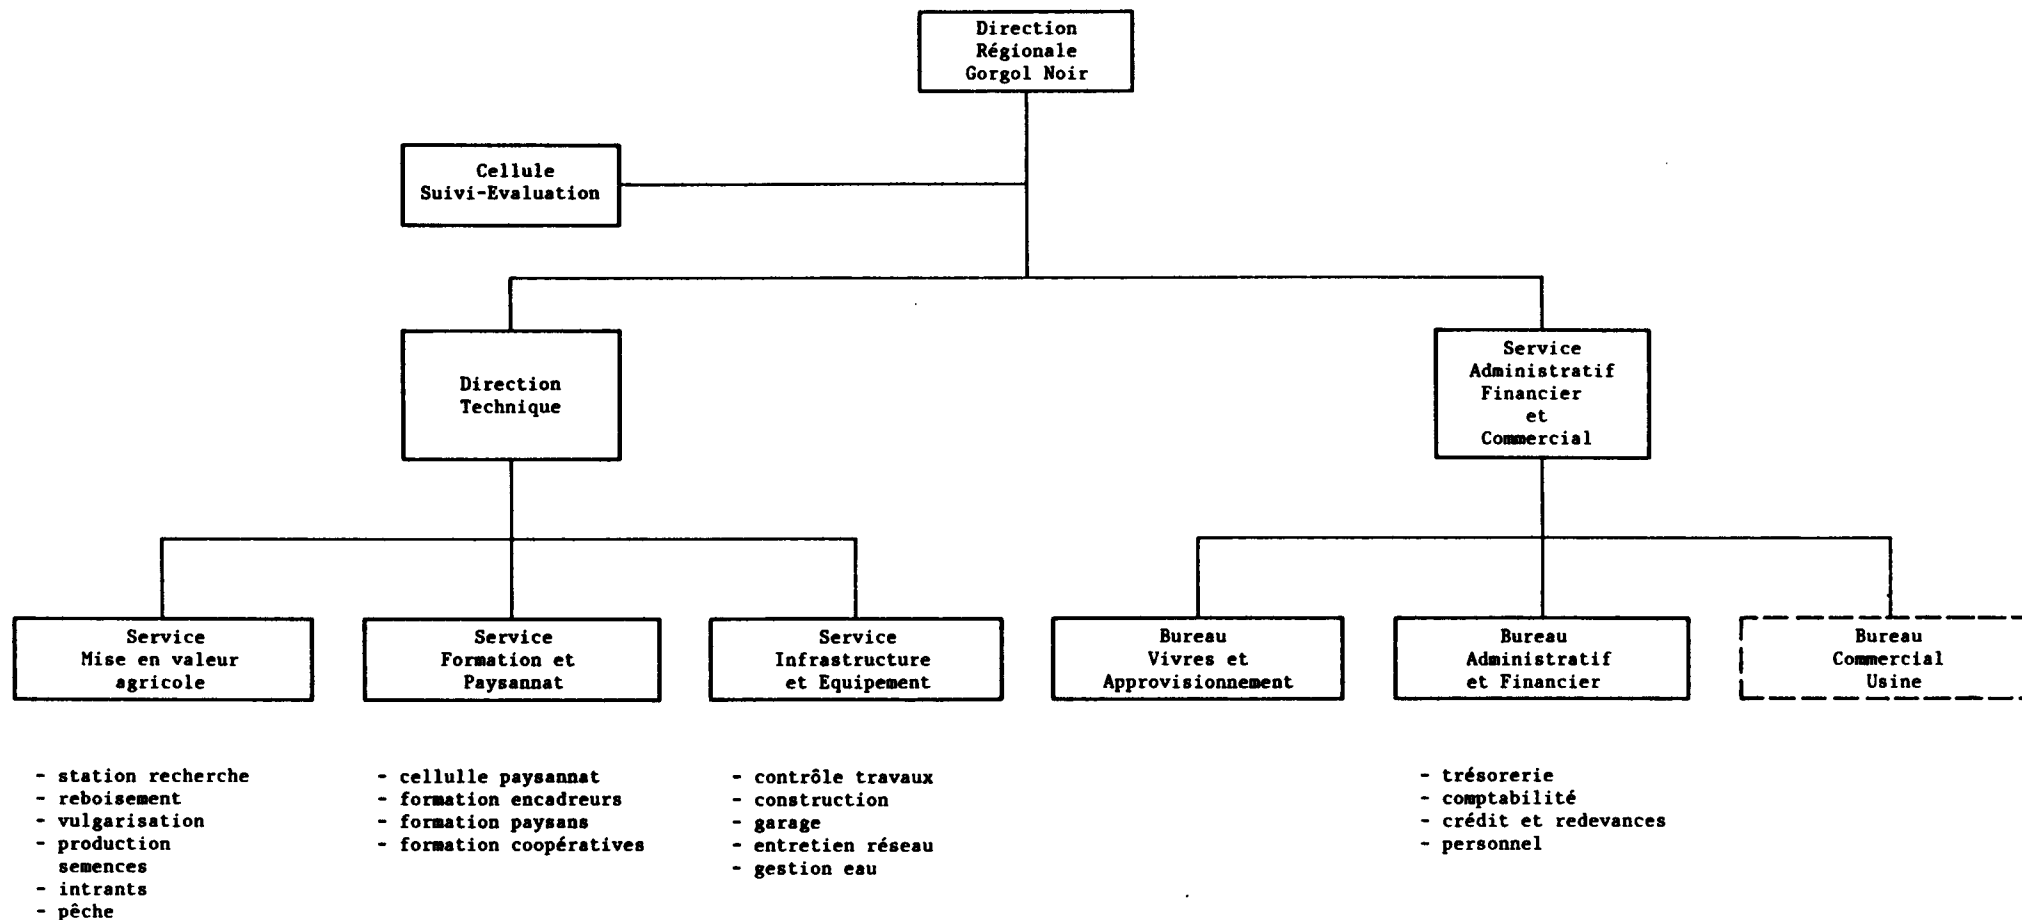 Direction
Régionale
Gorgol Noir
Cellule
Suivi-Evaluation
Direction
Technique
Service
Administratif
Financier
et
Commercial
Service
Mise en valeur
agricole
Service
Formation et
Paysannat
Service
Infrastructure
et Equipement
Bureau
Vivres et
Approvisionnement
Bureau
Administratif
et Financier
Bureau
Commercial
Usine
- station recherche
- reboisement
- vulgarisation
- production
semences
- intrants
- pêche
- cellulle paysannat
- formation encadreurs
- formation paysans
- formation coopératives
- contrôle travaux
- construction
- garage
- entretien réseau
- gestion eau
- trésorerie
- comptabilité
- crédit et redevances
- personnel